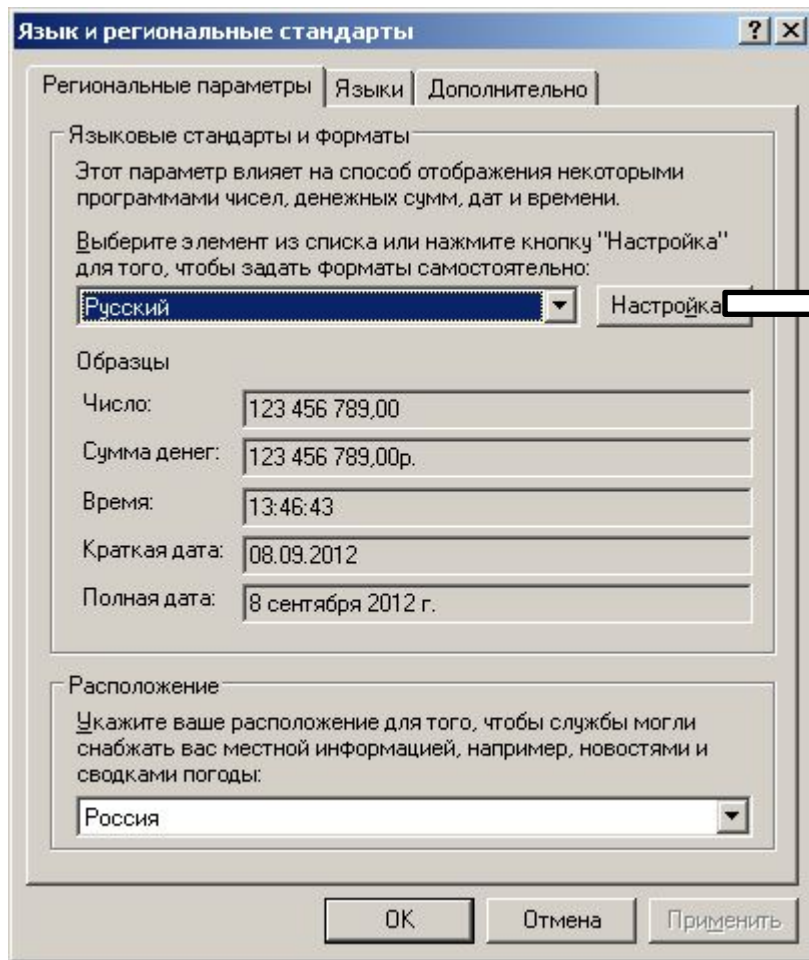 Язык и региональные стандарты
Региональные параметры Языки Дополнительно
Языковые стандарты и форматы
Этот параметр влияет на способ отображения некоторыми
программами чисел, денежных сумм, дат и времени.
Выберите элемент из списка или нажмите кнопку "Настройка"
для того, чтобы задать форматы самостоятельно:
Русский Настройка
Образцы
Число: 123 456 789,00
Сумма денег: 123 456 789,00р.
Время: 13:46:43
Краткая дата: 08.09.2012
Полная дата: 8 сентября 2012 г.
Расположение
Укажите ваше расположение для того, чтобы службы могли
снабжать вас местной информацией, например, новостями и
сводками погоды:
Россия
OK Отмена Применить